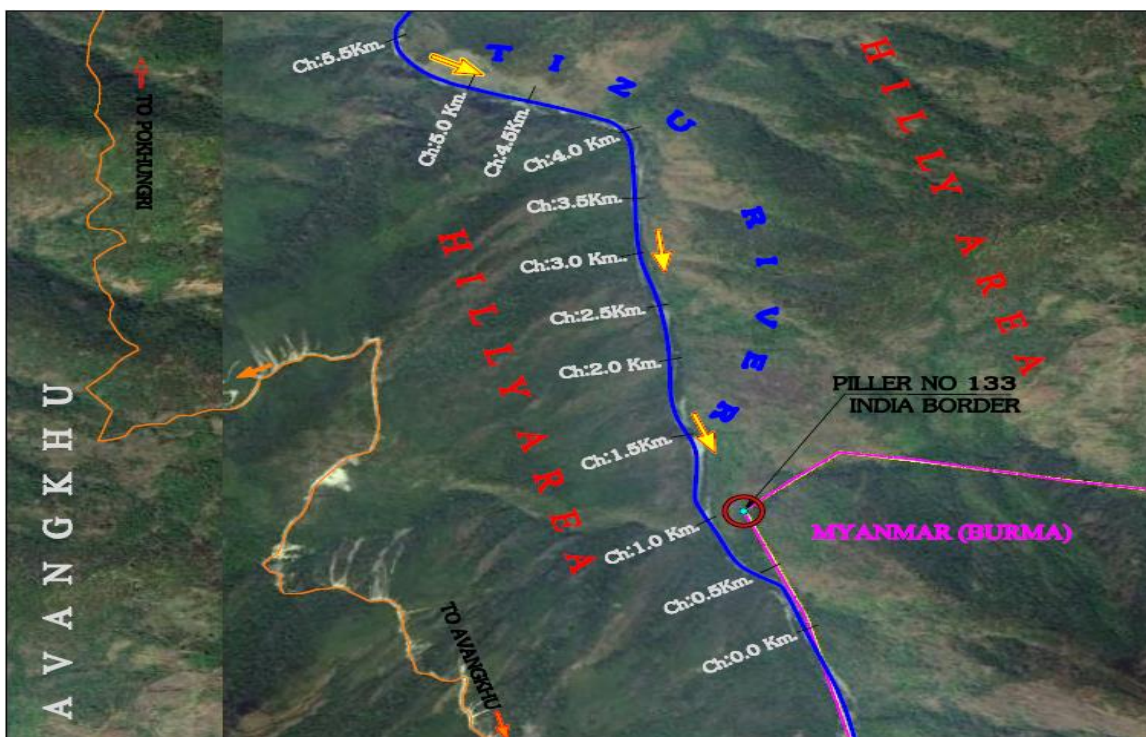 Ch:5.5Km.
TIZU RIVER
HILLY AREA
TO POKHUNGRI
Ch:5.0 Km.
Ch:4.5Km.
Ch:4.0 Km.
Ch:3.5Km.
Ch:3.0 Km.
HILLY AREA
Ch:2.5Km.
Ch:2.0 Km.
PILLER NO 133
INDIA BORDER
AVANGKHU
Ch:1.5Km.
MYANMAR (BURMA)
Ch:1.0 Km.
Ch:0.5Km.
TO AVANGKHU
Ch:0.0 Km.